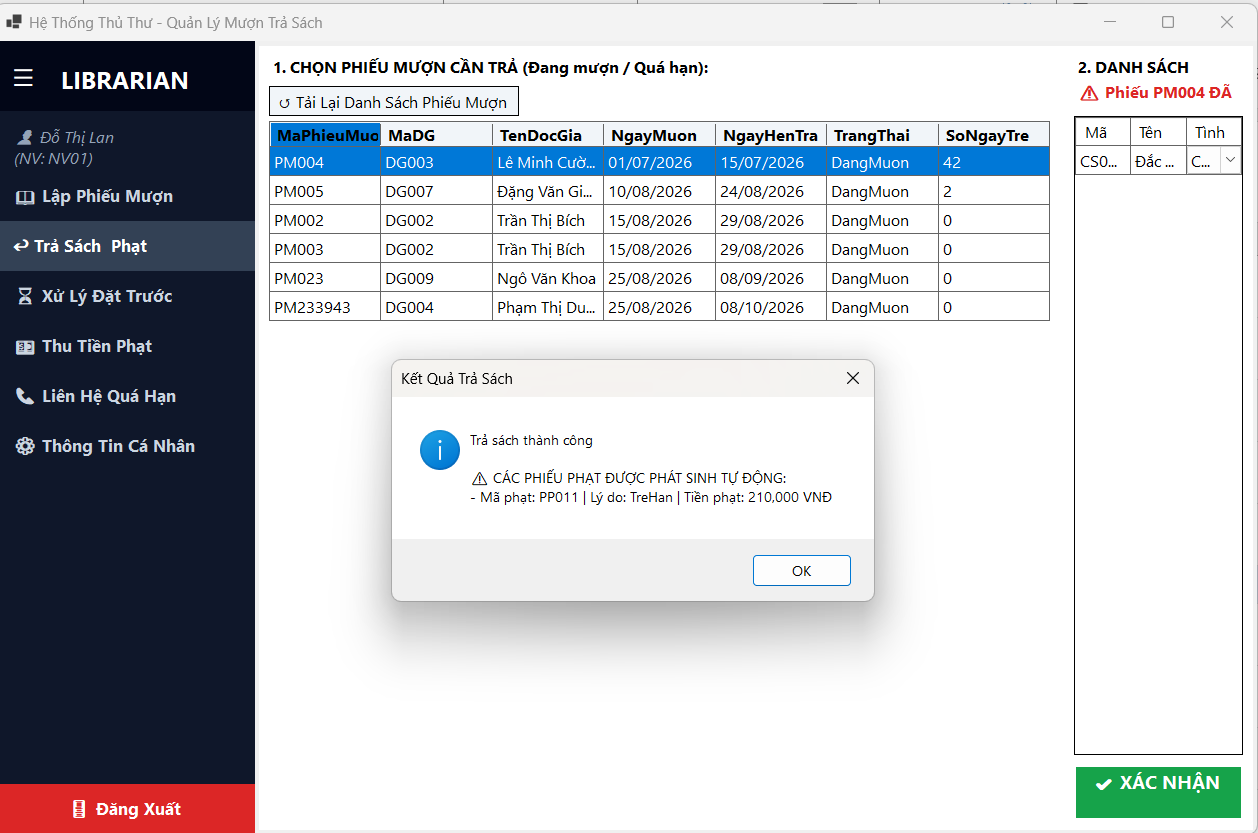 Hệ Thống Thủ Thư - Quản Lý Mượn Trả Sách
LIBRARIAN
Đỗ Thị Lan
(NV: NV01)
Lập Phiếu Mượn
Trả Sách  Phạt
Xử Lý Đặt Trước
Thu Tiền Phạt
Liên Hệ Quá Hạn
Thông Tin Cá Nhân
Đăng Xuất
1. CHỌN PHIẾU MƯỢN CẦN TRẢ (Đang mượn / Quá hạn):
↺ Tải Lại Danh Sách Phiếu Mượn
MaPhieuMuo MaDG TenDocGia NgayMuon NgayHenTra TrangThai SoNgayTre
PM004 DG003 Lê Minh Cườ... 01/07/2026 15/07/2026 DangMuon 42
PM005 DG007 Đặng Văn Gi... 10/08/2026 24/08/2026 DangMuon 2
PM002 DG002 Trần Thị Bích 15/08/2026 29/08/2026 DangMuon 0
PM003 DG002 Trần Thị Bích 15/08/2026 29/08/2026 DangMuon 0
PM023 DG009 Ngô Văn Khoa 25/08/2026 08/09/2026 DangMuon 0
PM233943 DG004 Phạm Thị Du... 25/08/2026 08/10/2026 DangMuon 0
Kết Quả Trả Sách
Trả sách thành công
⚠ CÁC PHIẾU PHẠT ĐƯỢC PHÁT SINH TỰ ĐỘNG:
- Mã phạt: PP011 | Lý do: TreHan | Tiền phạt: 210,000 VNĐ
OK
2. DANH SÁCH
⚠ Phiếu PM004 ĐÃ
Mã Tên Tình
CS0... Đắc ... C...
✔ XÁC NHẬN